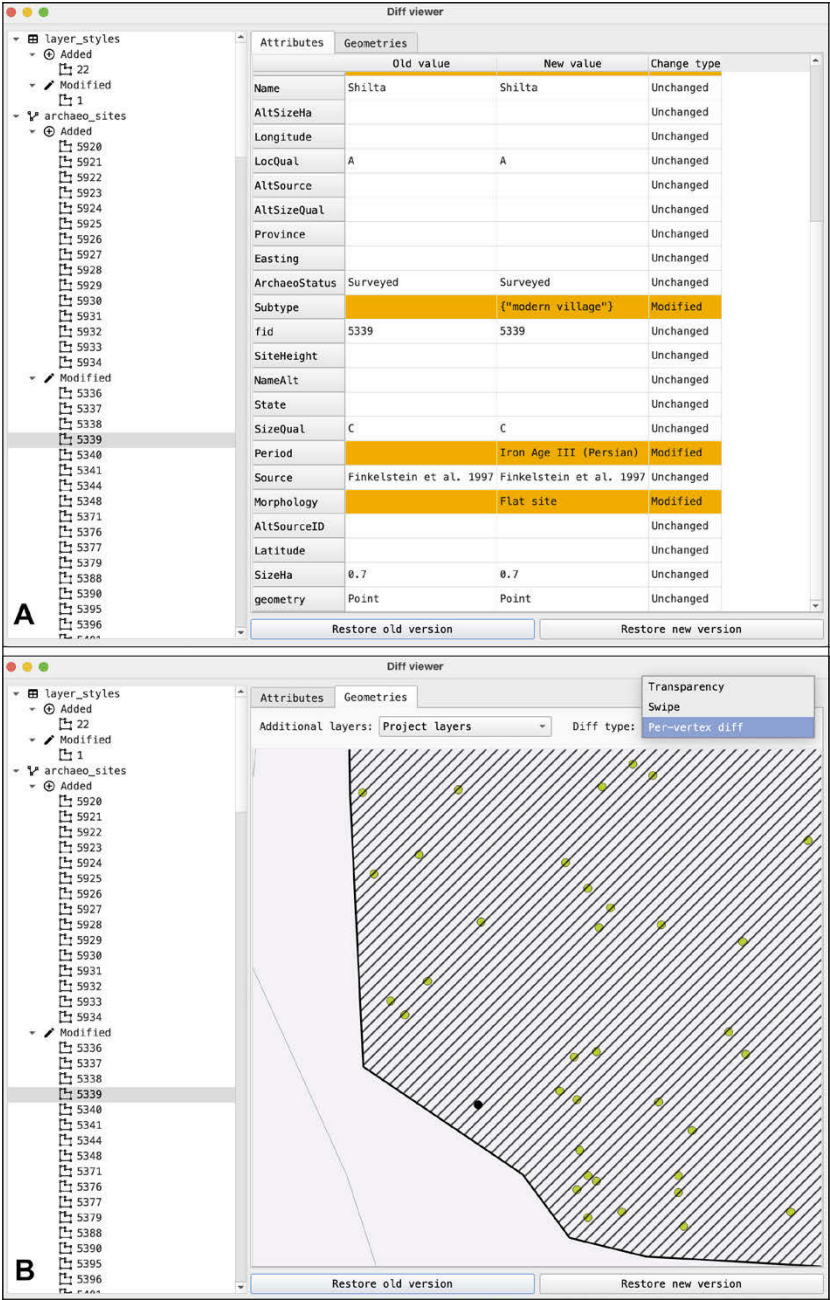 Diff viewer
layer_styles
Added
22
Modified
1
archaeo_sites
Added
5920
5921
5922
5923
5924
5925
5926
5927
5928
5929
5930
5931
5932
5933
5934
Modified
5336
5337
5338
5339
5340
5341
5344
5348
5371
5376
5377
5379
5388
5390
5395
5396
A
Attributes Geometries
Old value New value Change type
Name Shilta Shilta Unchanged
AltSizeHa Unchanged
Longitude Unchanged
LocQual A A Unchanged
AltSource Unchanged
AltSizeQual Unchanged
Province Unchanged
Easting Unchanged
ArchaeoStatus Surveyed Surveyed Unchanged
Subtype {"modern village"} Modified
fid 5339 5339 Unchanged
SiteHeight Unchanged
NameAlt Unchanged
State Unchanged
SizeQual C C Unchanged
Period Iron Age III (Persian) Modified
Source Finkelstein et al. 1997 Finkelstein et al. 1997 Unchanged
Morphology Flat site Modified
AltSourceID Unchanged
Latitude Unchanged
SizeHa 0.7 0.7 Unchanged
geometry Point Point Unchanged
Restore old version Restore new version
Diff viewer
layer_styles
Added
22
Modified
1
archaeo_sites
Added
5920
5921
5922
5923
5924
5925
5926
5927
5928
5929
5930
5931
5932
5933
5934
Modified
5336
5337
5338
5339
5340
5341
5344
5348
5371
5376
5377
5379
5388
5390
5395
5396
B
Attributes Geometries
Additional layers: Project layers Diff type:
Transparency
Swipe
Per-vertex diff
Restore old version Restore new version